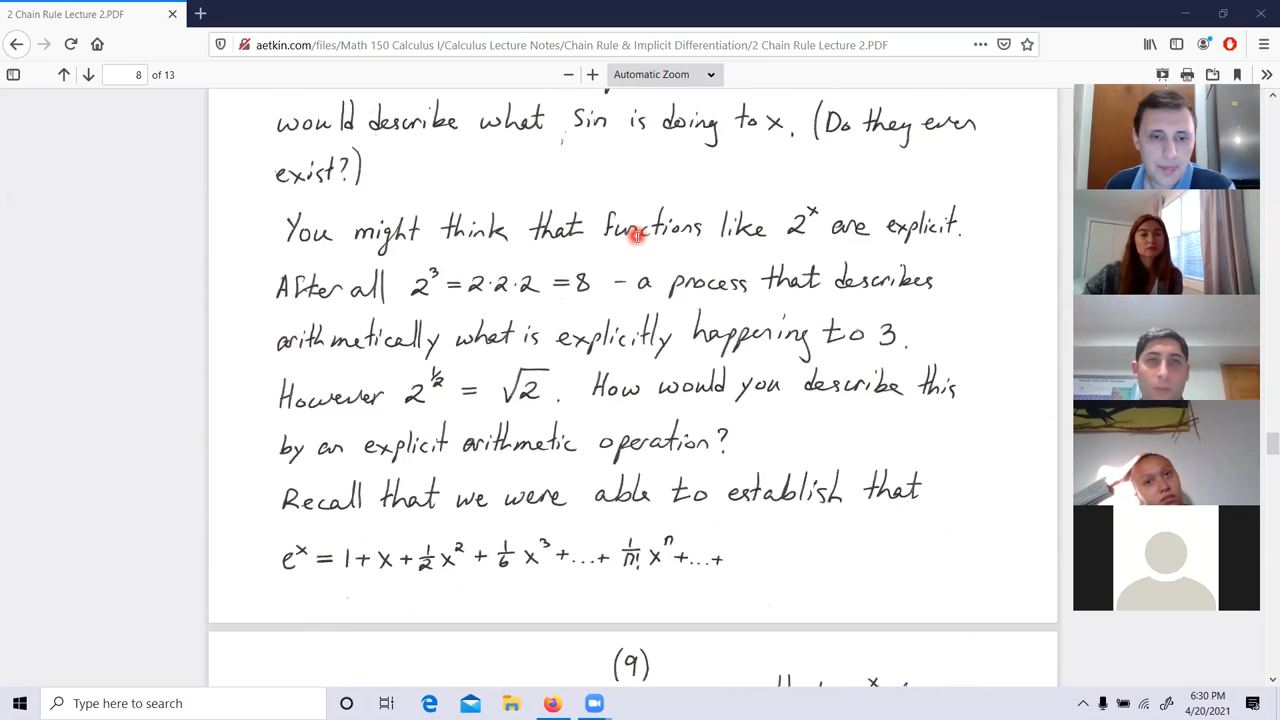 2 Chain Rule Lecture 2.PDF
aetkin.com/files/Math 150 Calculus I/Calculus Lecture Notes/Chain Rule & Implicit Differentiation/2 Chain Rule Lecture 2.PDF
8 of 13
Automatic Zoom
would describe what sin is doing to x. (Do they even
exist?)
You might think that functions like 2^x are explicit.
After all 2^3 = 2·2·2 = 8 - a process that describes
arithmetically what is explicitly happening to 3.
However 2^1/2 = √2. How would you describe this
by an explicit arithmetic operation?
Recall that we were able to establish that
e^x = 1 + x + 1/2 x^2 + 1/6 x^3 + ... + 1/n! x^n + ... +
(9)
Type here to search
6:30 PM
4/20/2021